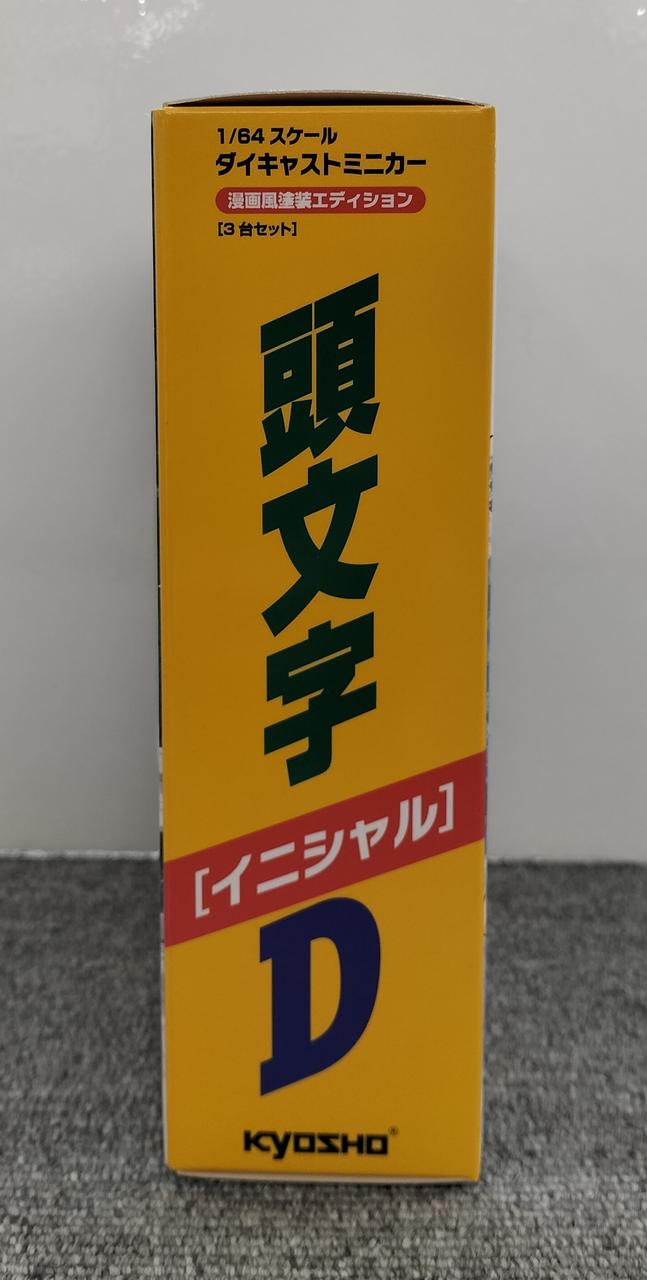 1/64 スケール
ダイキャストミニカー
漫画風塗装エディション
[3 台セット]
頭文字
[イニシャル]
D
KYOSHO®